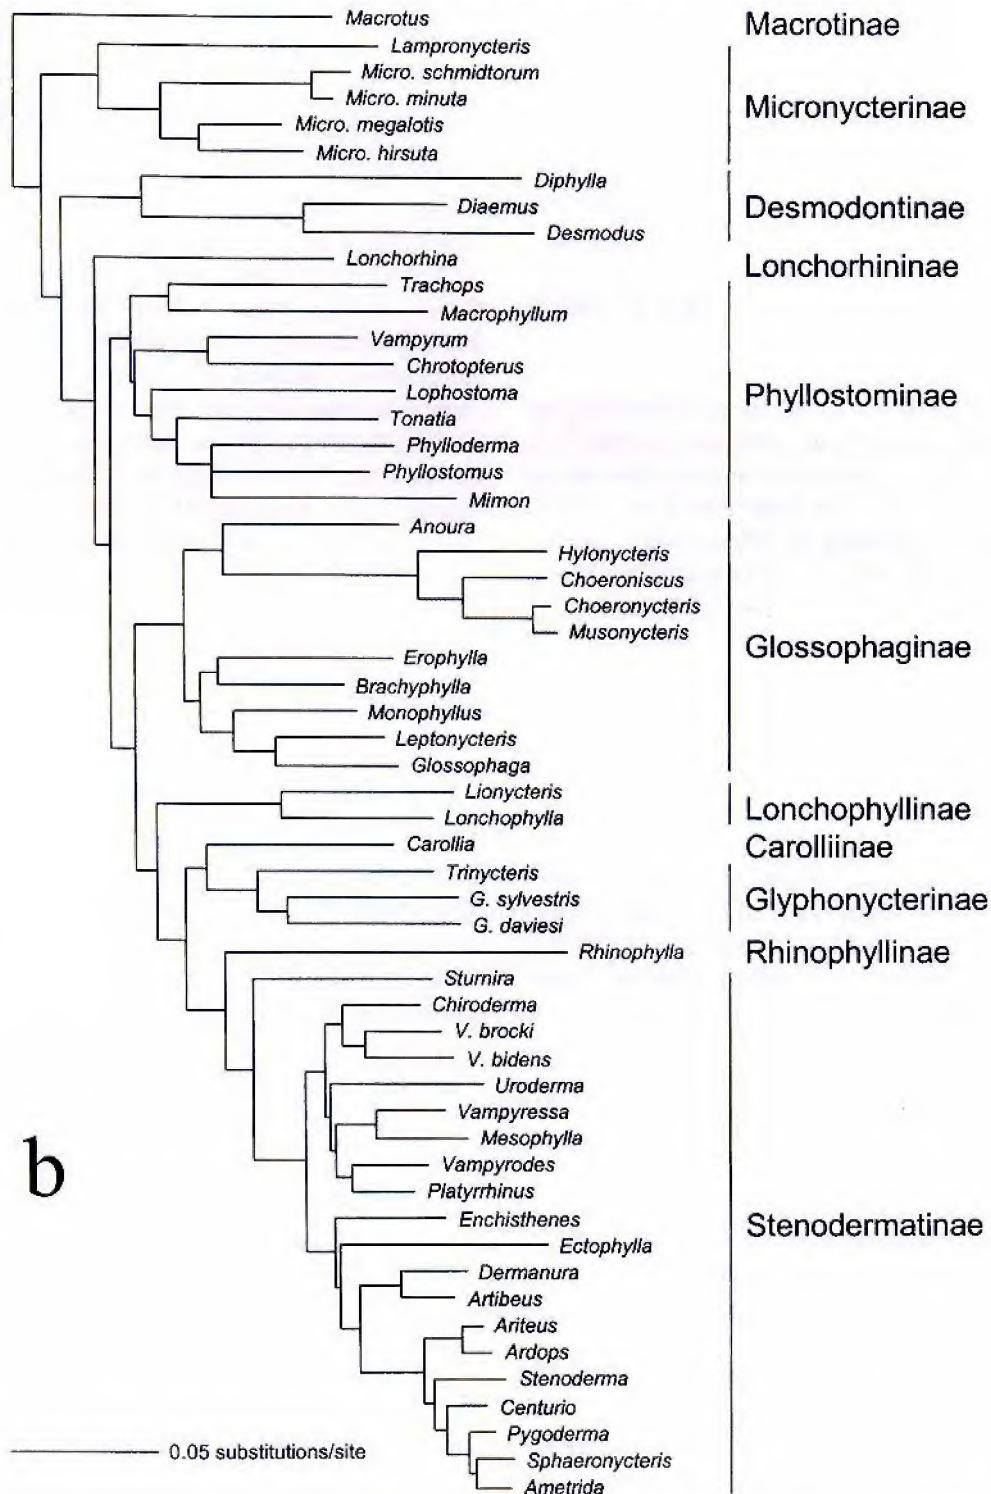 Macrotus
Macrotinae
Lampronycteris
Micro. schmidtorum
Micro. minuta
Micronycterinae
Micro. megalotis
Micro. hirsuta
Diphylla
Diaemus
Desmodontinae
Desmodus
Lonchorhina
Lonchorhininae
Trachops
Macrophyllum
Vampyrum
Chrotopterus
Lophostoma
Phyllostominae
Tonatia
Phylloderma
Phyllostomus
Mimon
Anoura
Hylonycteris
Choeroniscus
Choeronycteris
Musonycteris
Glossophaginae
Erophylla
Brachyphylla
Monophyllus
Leptonycteris
Glossophaga
Lionycteris
Lonchophyllinae
Lonchophylla
Carollia
Carolliinae
Trinycteris
G. sylvestris
Glyphonycterinae
G. daviesi
Rhinophylla
Rhinophyllinae
Sturnira
Chiroderma
V. brocki
V. bidens
Uroderma
Vampyressa
Mesophylla
b
Vampyrodes
Platyrrhinus
Enchisthenes
Stenodermatinae
Ectophylla
Dermanura
Artibeus
Ariteus
Ardops
Stenoderma
Centurio
Pygoderma
0.05 substitutions/site
Sphaeronycteris
Ametrida